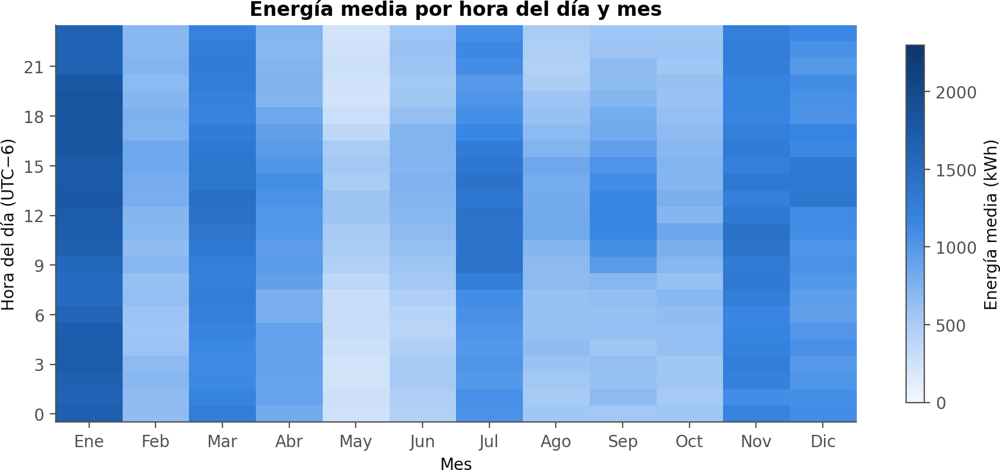 Energía media por hora del día y mes
Hora del día (UTC−6)
21
18
15
12
9
6
3
0
Ene Feb Mar Abr May Jun Jul Ago Sep Oct Nov Dic
Mes
2000
1500
1000
500
0
Energía media (kWh)